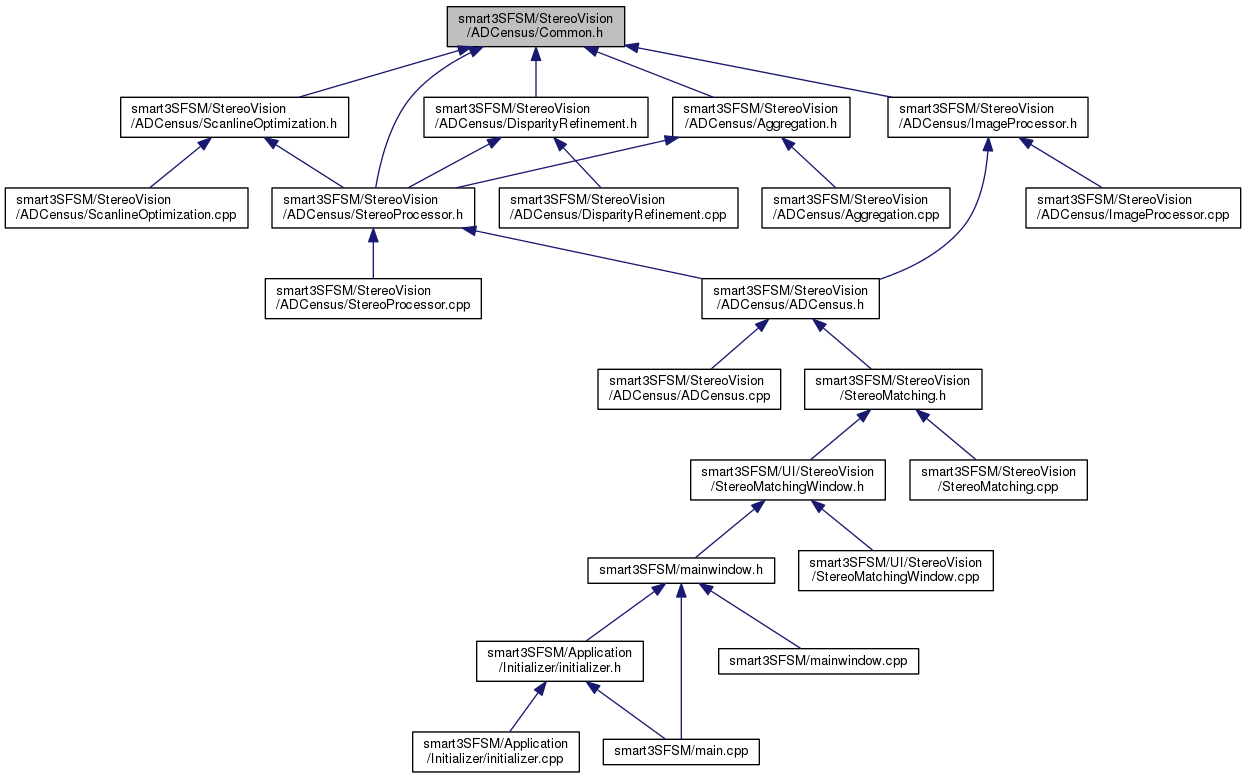 smart3SFSM/StereoVision
/ADCensus/Common.h
smart3SFSM/StereoVision
/ADCensus/ScanlineOptimization.h
smart3SFSM/StereoVision
/ADCensus/DisparityRefinement.h
smart3SFSM/StereoVision
/ADCensus/Aggregation.h
smart3SFSM/StereoVision
/ADCensus/ImageProcessor.h
smart3SFSM/StereoVision
/ADCensus/ScanlineOptimization.cpp
smart3SFSM/StereoVision
/ADCensus/StereoProcessor.h
smart3SFSM/StereoVision
/ADCensus/DisparityRefinement.cpp
smart3SFSM/StereoVision
/ADCensus/Aggregation.cpp
smart3SFSM/StereoVision
/ADCensus/ImageProcessor.cpp
smart3SFSM/StereoVision
/ADCensus/StereoProcessor.cpp
smart3SFSM/StereoVision
/ADCensus/ADCensus.h
smart3SFSM/StereoVision
/ADCensus/ADCensus.cpp
smart3SFSM/StereoVision
/StereoMatching.h
smart3SFSM/UI/StereoVision
/StereoMatchingWindow.h
smart3SFSM/StereoVision
/StereoMatching.cpp
smart3SFSM/mainwindow.h
smart3SFSM/UI/StereoVision
/StereoMatchingWindow.cpp
smart3SFSM/Application
/Initializer/initializer.h
smart3SFSM/mainwindow.cpp
smart3SFSM/Application
/Initializer/initializer.cpp
smart3SFSM/main.cpp